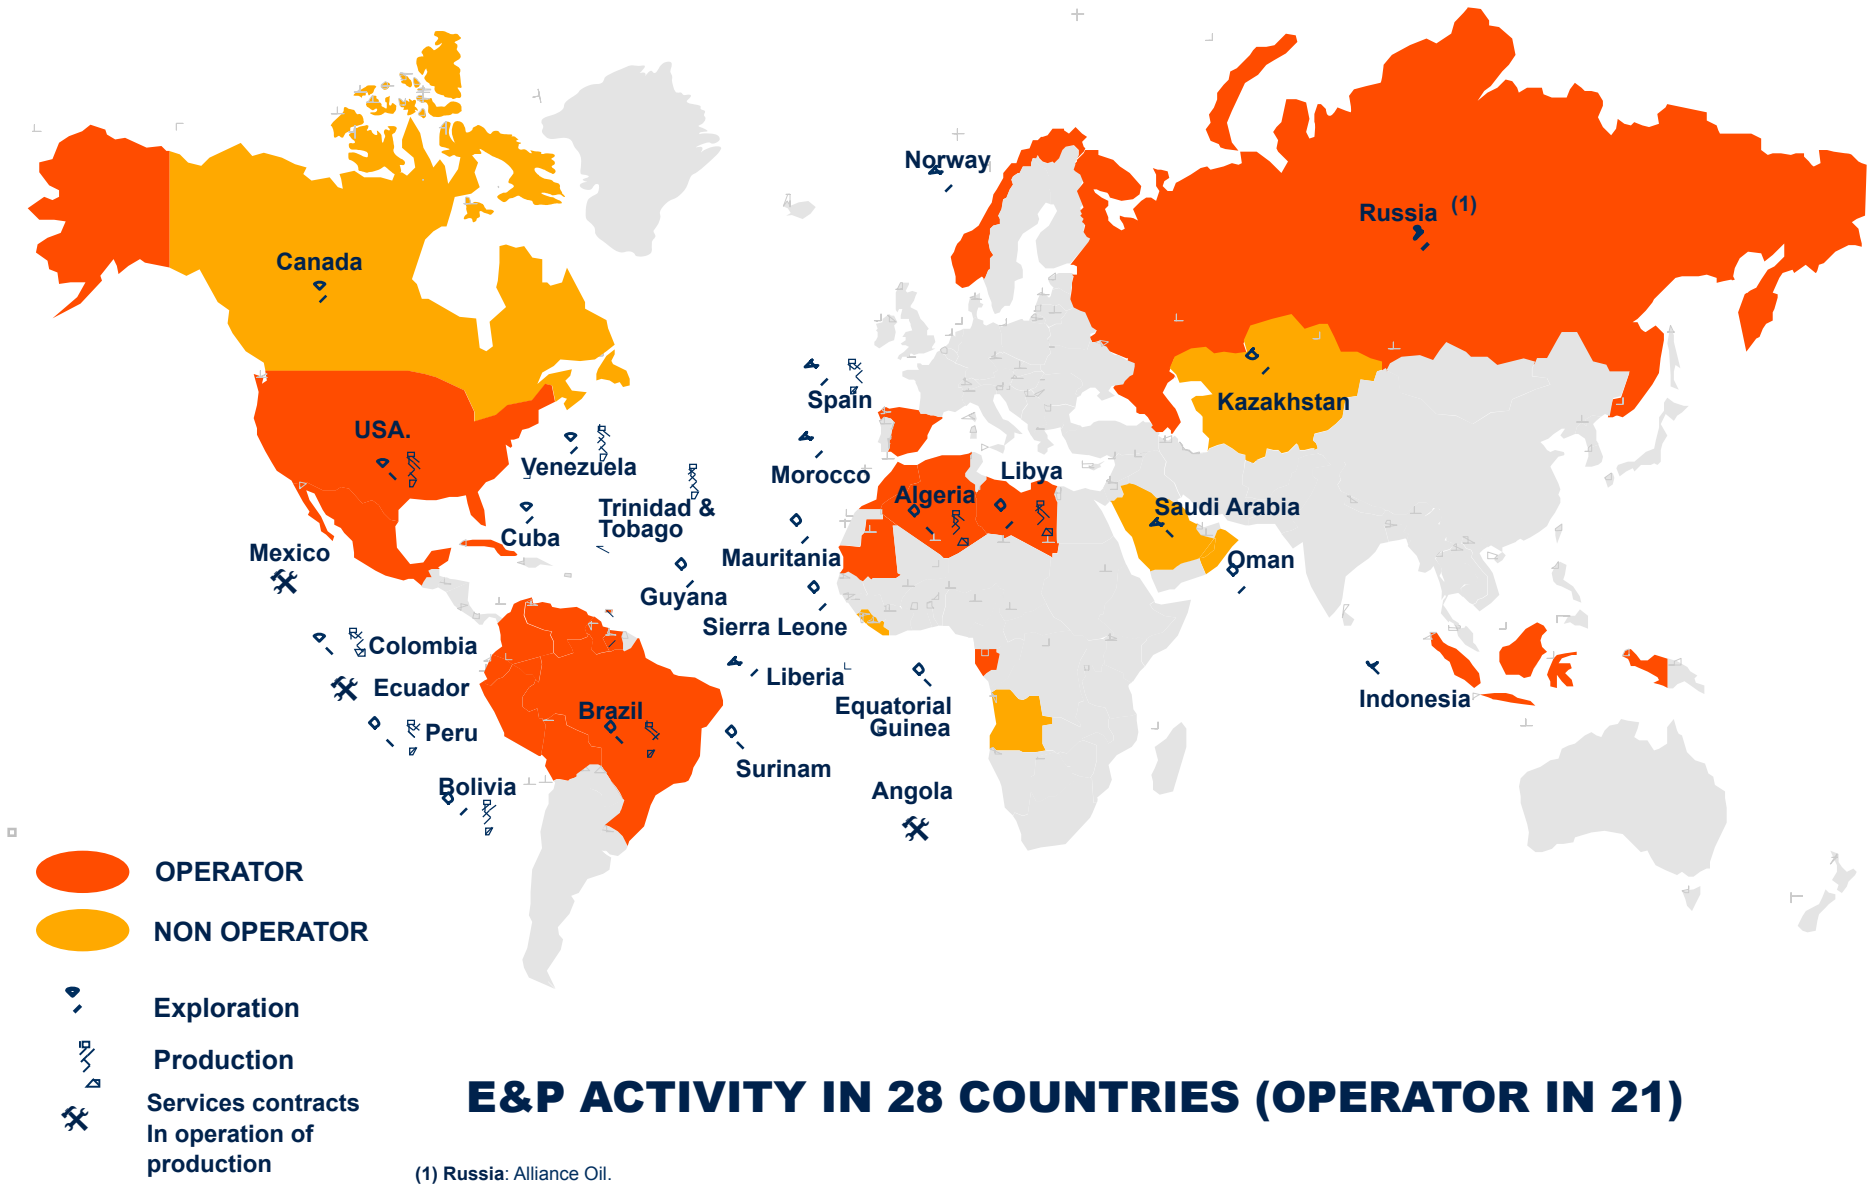 Norway
Russia (1)
Canada
Kazakhstan
Spain
USA.
Venezuela
Morocco
Libya
Algeria
Saudi Arabia
Trinidad &
Tobago
Cuba
Mexico
Mauritania
Oman
Guyana
Sierra Leone
Colombia
Liberia
Ecuador
Equatorial
Guinea
Indonesia
Brazil
Peru
Surinam
Bolivia
Angola
OPERATOR
NON OPERATOR
Exploration
Production
Services contracts
In operation of
production
E&P ACTIVITY IN 28 COUNTRIES (OPERATOR IN 21)
(1) Russia: Alliance Oil.